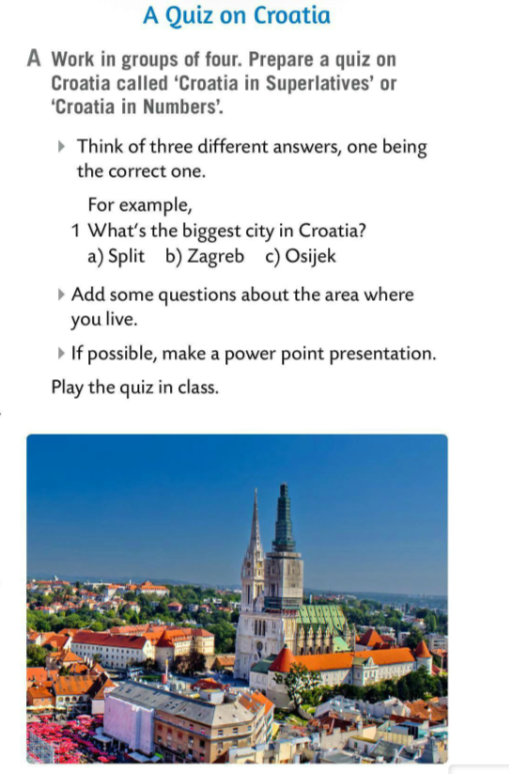 A Quiz on Croatia
A Work in groups of four. Prepare a quiz on
Croatia called ‘Croatia in Superlatives’ or
‘Croatia in Numbers’.
Think of three different answers, one being
the correct one.
For example,
1 What’s the biggest city in Croatia?
a) Split b) Zagreb c) Osijek
Add some questions about the area where
you live.
If possible, make a power point presentation.
Play the quiz in class.